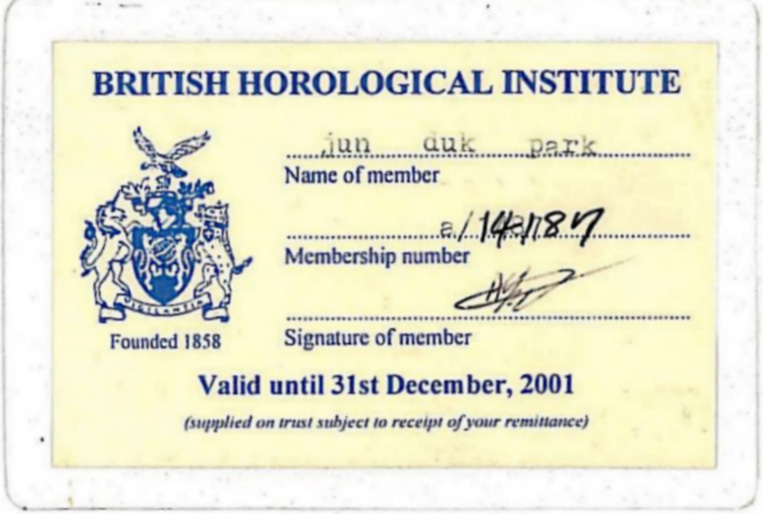 BRITISH HOROLOGICAL INSTITUTE
jun duk park
Name of member
a/
Membership number
VIGILANTIA
Founded 1858
Signature of member
Valid until 31st December, 2001
(supplied on trust subject to receipt of your remittance)